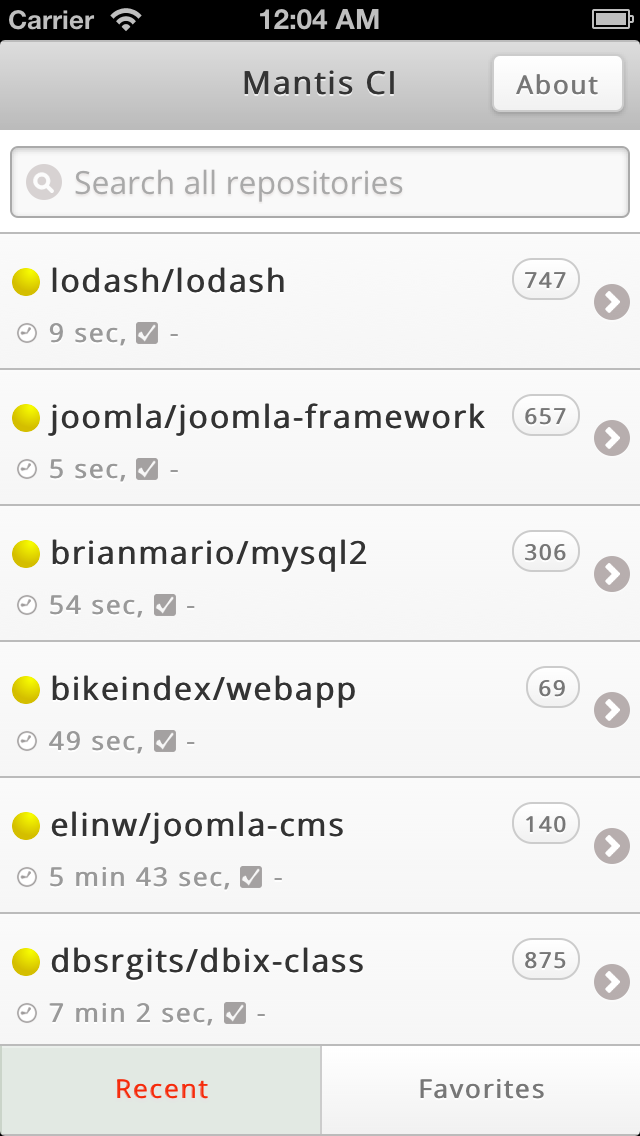 Carrier 12:04 AM
Mantis CI About
Search all repositories
lodash/lodash 747
9 sec, -
joomla/joomla-framework 657
5 sec, -
brianmario/mysql2 306
54 sec, -
bikeindex/webapp 69
49 sec, -
elinw/joomla-cms 140
5 min 43 sec, -
dbsrgits/dbix-class 875
7 min 2 sec, -
Recent Favorites